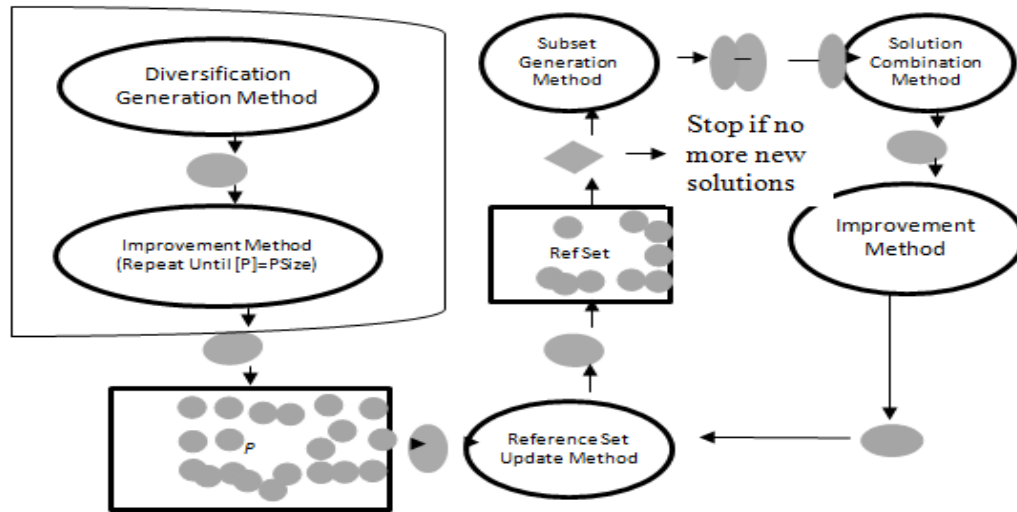 Diversification
Generation Method
Improvement Method
(Repeat Until [P]=PSize)
P
Reference Set
Update Method
Ref Set
Stop if no
more new
solutions
Subset
Generation
Method
Solution
Combination
Method
Improvement
Method